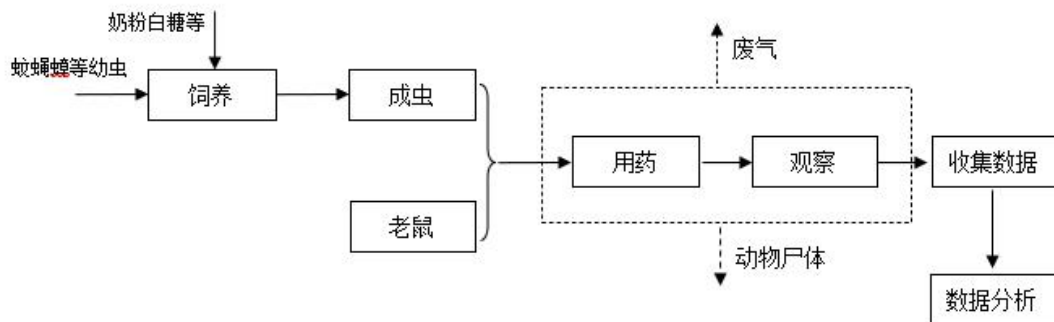 奶粉白糖等
蚊蝇蟑等幼虫
饲养
成虫
老鼠
废气
用药
观察
动物尸体
收集数据
数据分析